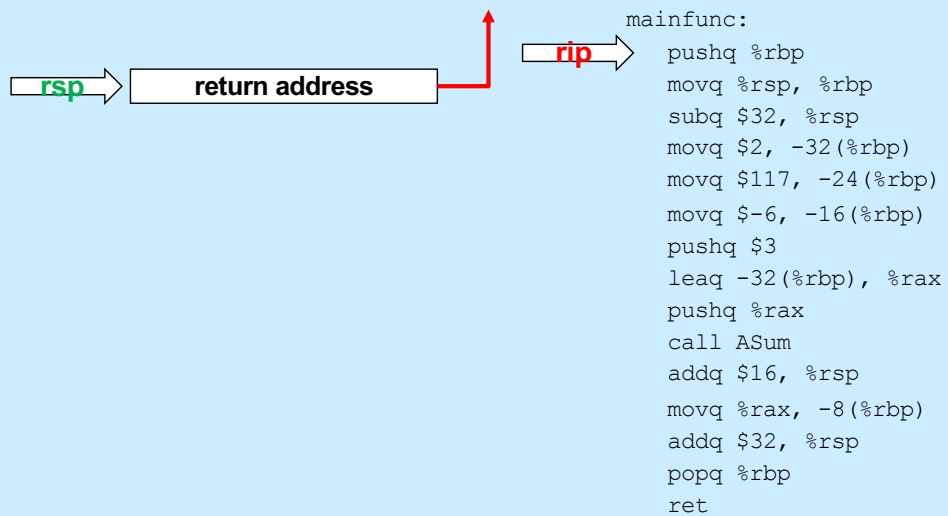 mainfunc:
rip
pushq %rbp
rsp
return address
movq %rsp, %rbp
subq $32, %rsp
movq $2, -32(%rbp)
movq $117, -24(%rbp)
movq $-6, -16(%rbp)
pushq $3
leaq -32(%rbp), %rax
pushq %rax
call ASum
addq $16, %rsp
movq %rax, -8(%rbp)
addq $32, %rsp
popq %rbp
ret